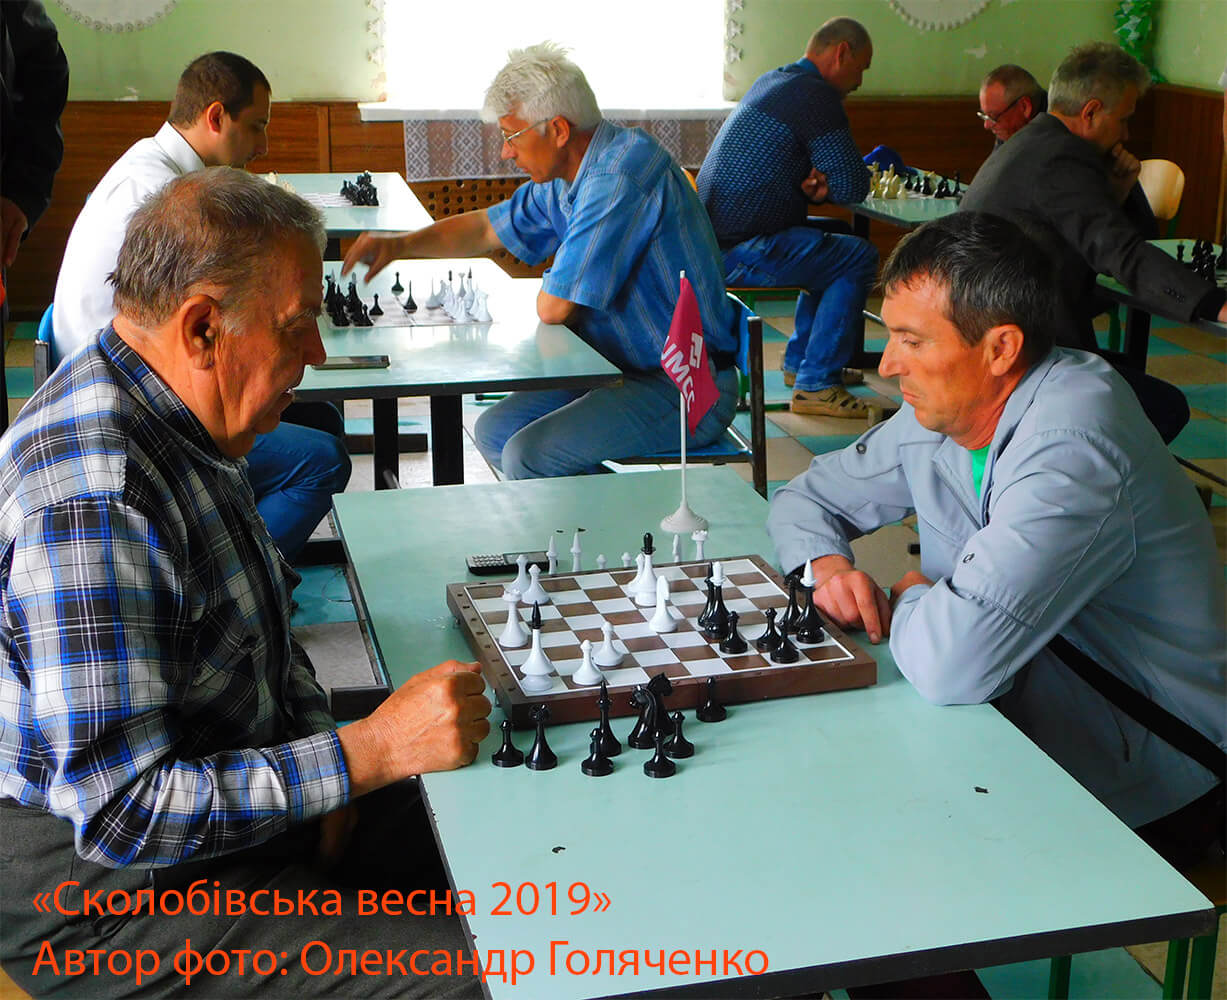 «Сколобівська весна 2019»
Автор фото: Олександр Голяченко